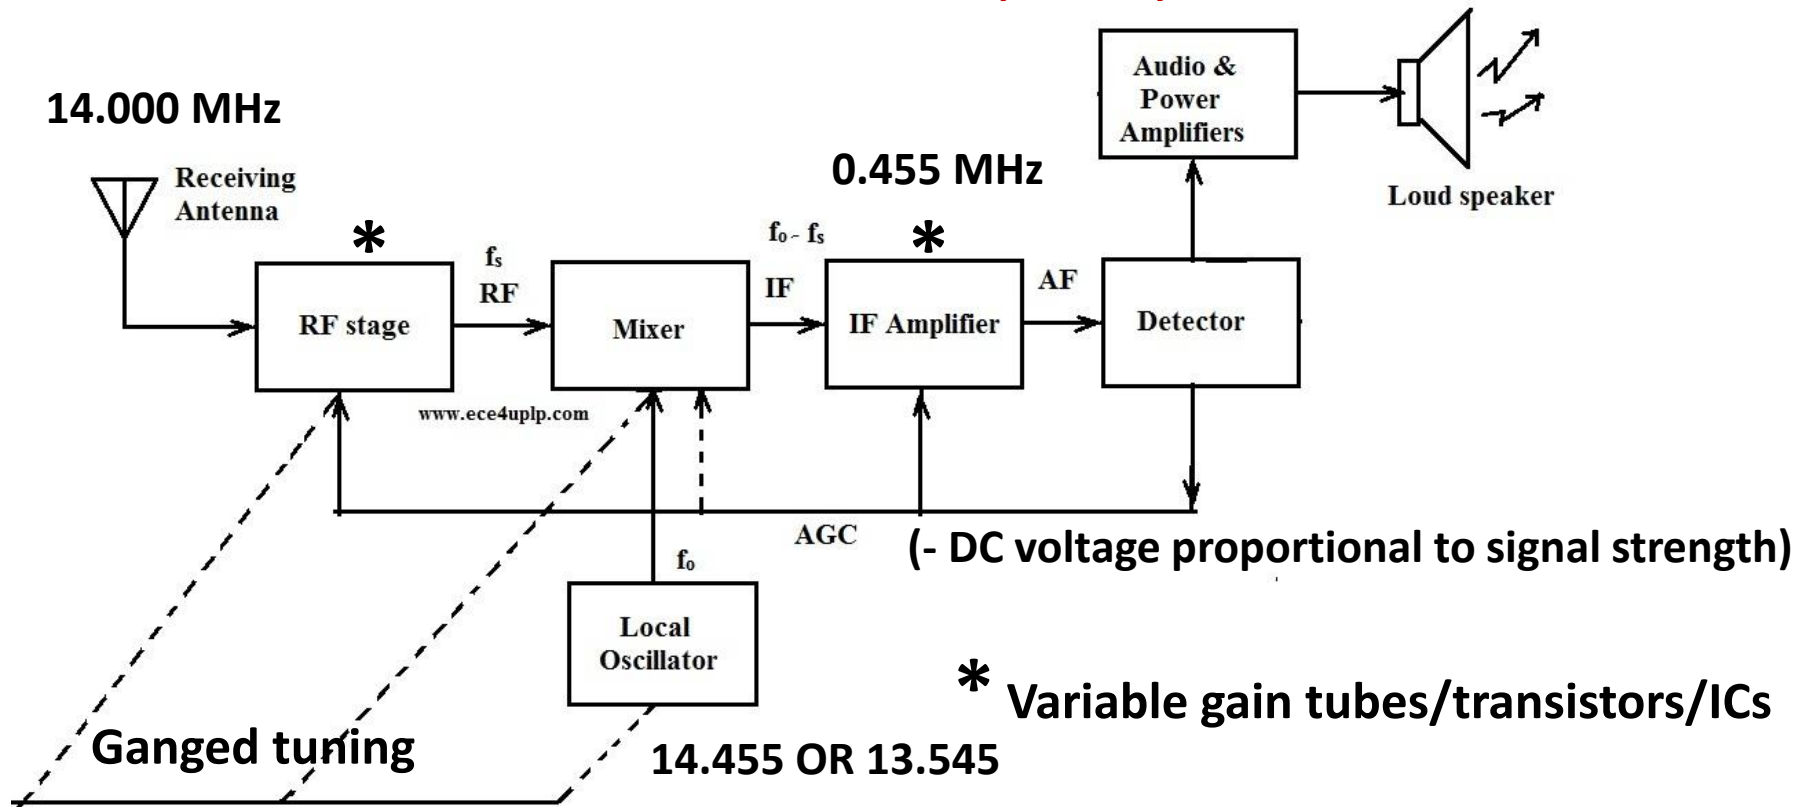 14.000 MHz
Receiving
Antenna
*
RF stage
fs
RF
Mixer
fo - fs
IF
0.455 MHz
*
IF Amplifier
AF
Detector
Audio &
Power
Amplifiers
Loud speaker
www.ece4uplp.com
AGC
(- DC voltage proportional to signal strength)
fo
Local
Oscillator
* Variable gain tubes/transistors/ICs
Ganged tuning
14.455 OR 13.545